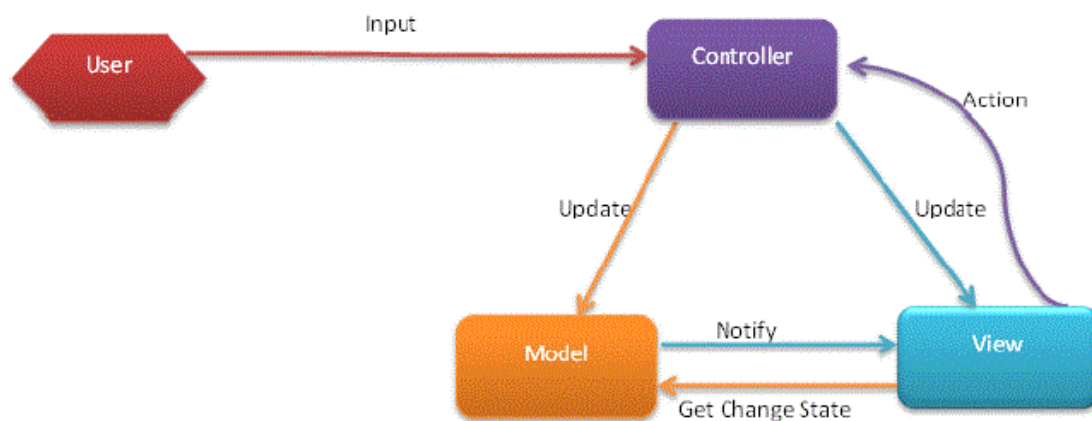 Input
User
Controller
Action
Update
Update
Notify
Model
View
Get Change State